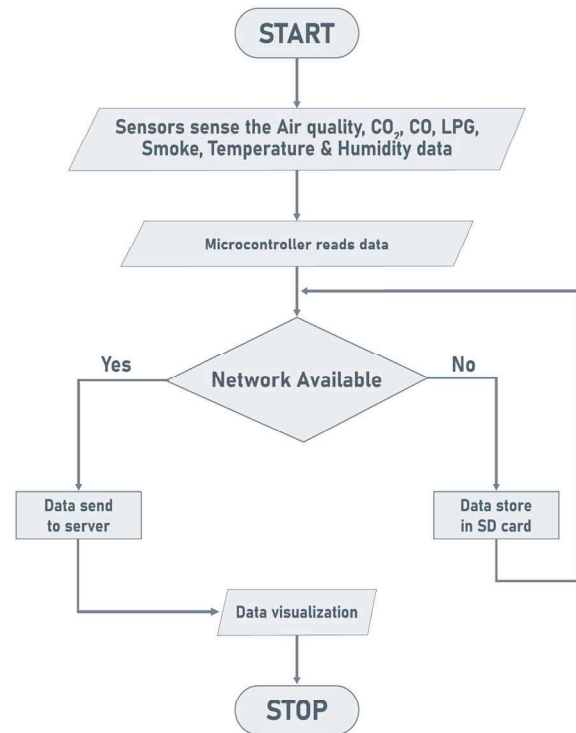 START
Sensors sense the Air quality, CO₂, CO, LPG,
Smoke, Temperature & Humidity data
Microcontroller reads data
Yes
No
Network Available
Data send
to server
Data store
in SD card
Data visualization
STOP